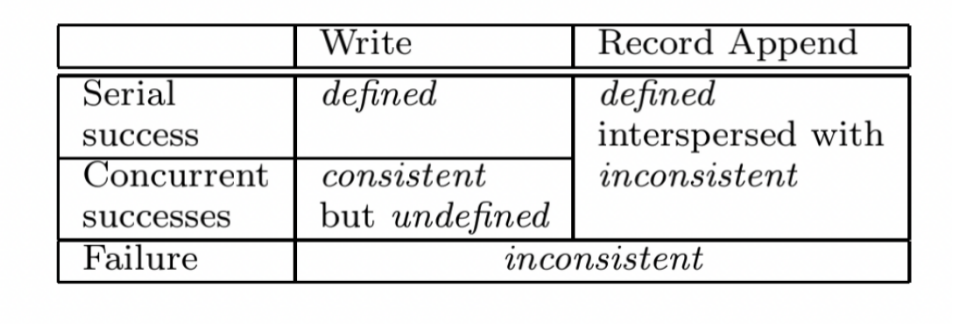 Write Record Append
Serial success defined defined interspersed with inconsistent
Concurrent successes consistent but undefined
Failure inconsistent